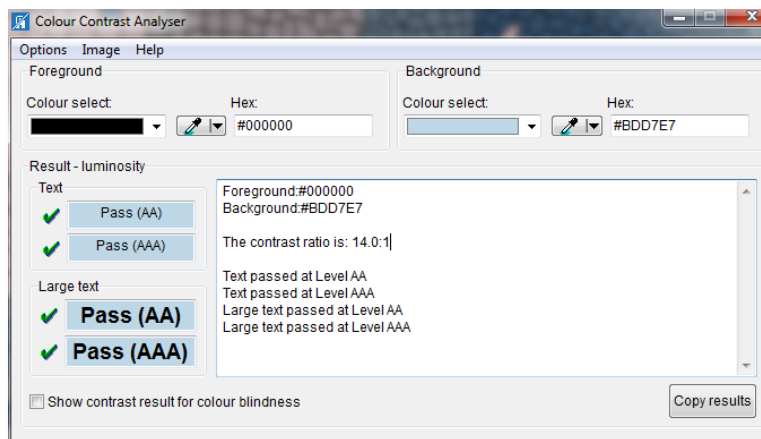 Colour Contrast Analyser
Options Image Help
Foreground
Colour select: Hex:
#000000
Background
Colour select: Hex:
#BDD7E7
Result - luminosity
Text
Pass (AA)
Pass (AAA)
Large text
Pass (AA)
Pass (AAA)
Foreground:#000000
Background:#BDD7E7
The contrast ratio is: 14.0:1
Text passed at Level AA
Text passed at Level AAA
Large text passed at Level AA
Large text passed at Level AAA
Show contrast result for colour blindness
Copy results